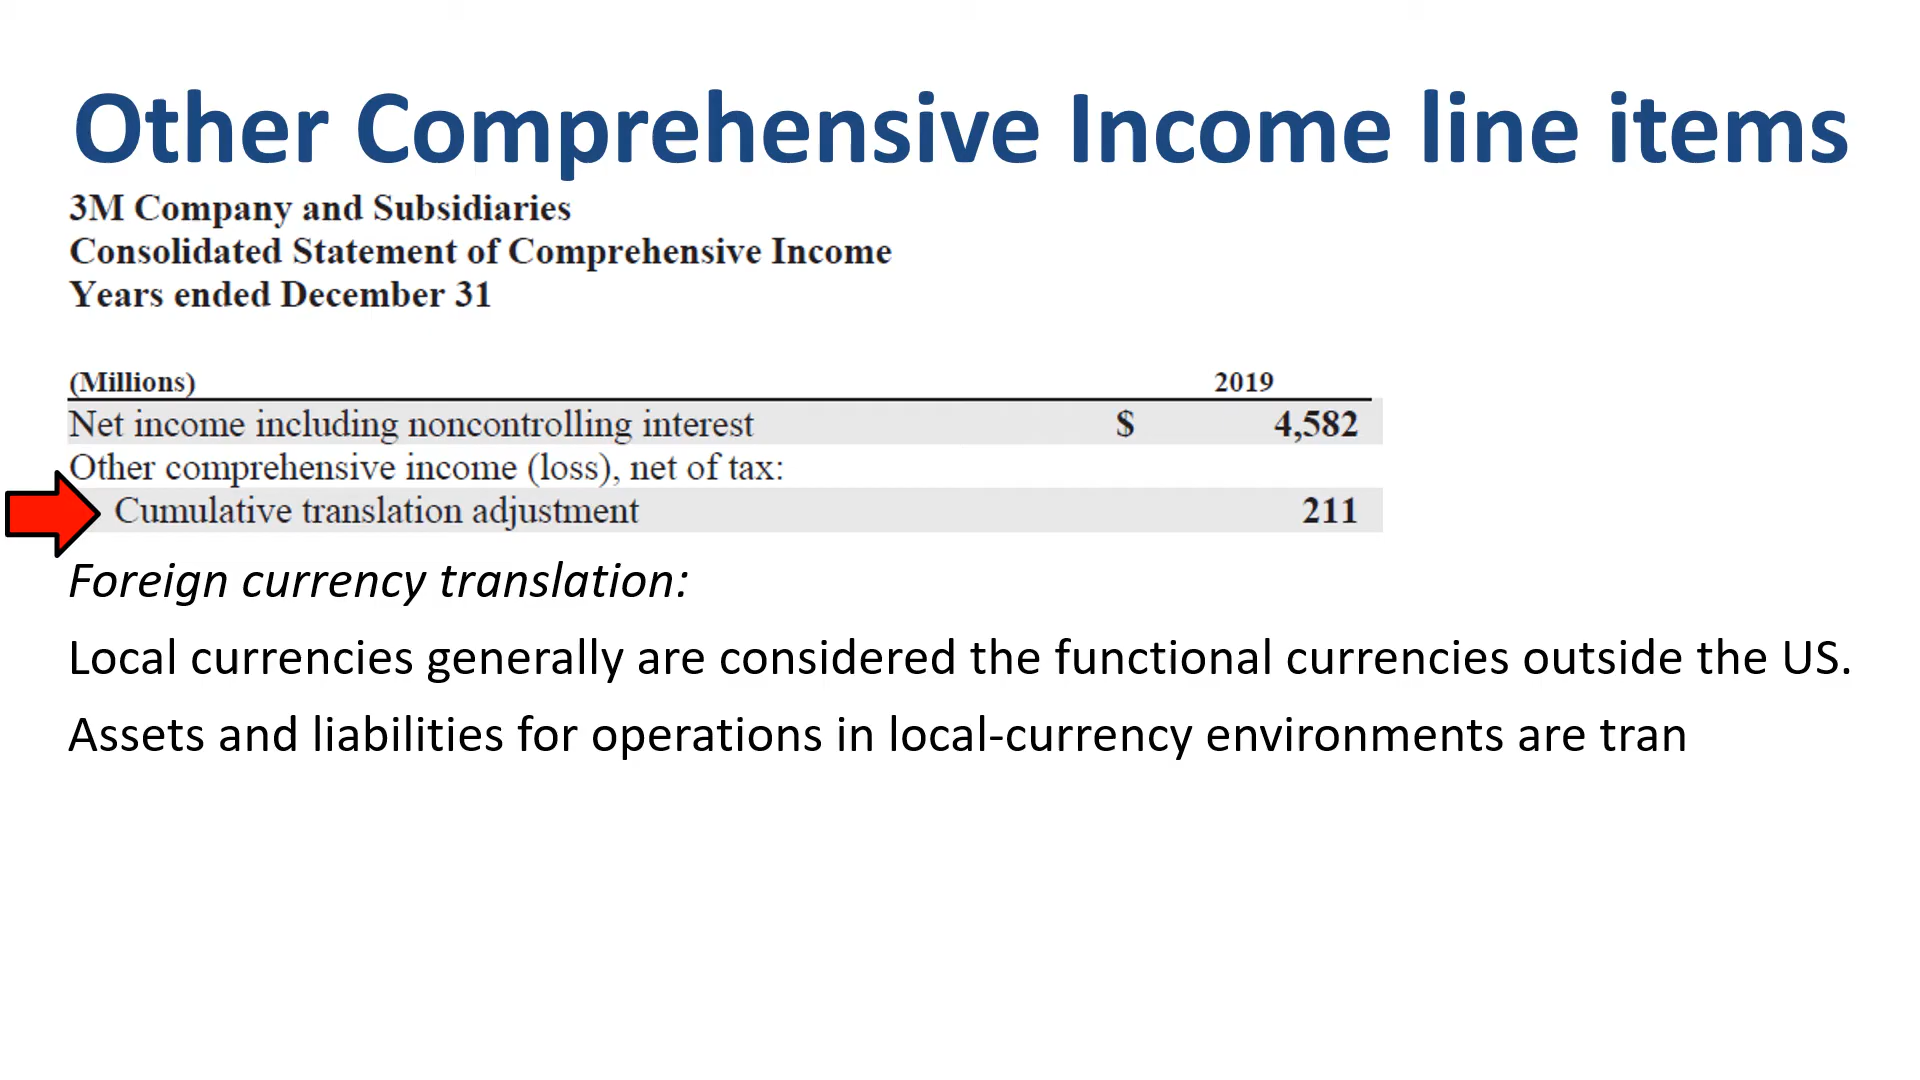 Other Comprehensive Income line items
3M Company and Subsidiaries
Consolidated Statement of Comprehensive Income
Years ended December 31
(Millions) 2019
Net income including noncontrolling interest $ 4,582
Other comprehensive income (loss), net of tax:
Cumulative translation adjustment 211
Foreign currency translation:
Local currencies generally are considered the functional currencies outside the US.
Assets and liabilities for operations in local-currency environments are tran